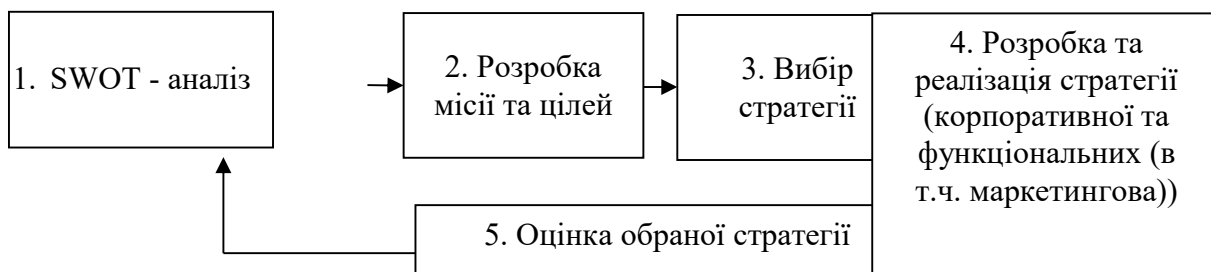 1. SWOT - аналіз
2. Розробка
місії та цілей
3. Вибір
стратегії
4. Розробка та
реалізація стратегії
(корпоративної та
функціональних (в
т.ч. маркетингова))
5. Оцінка обраної стратегії